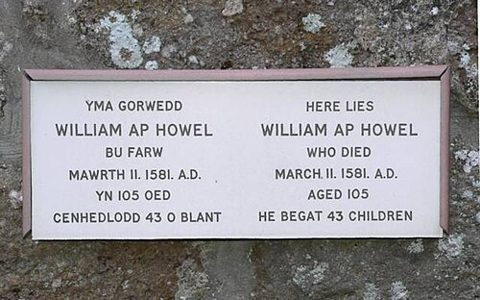 YMA GORWEDD
WILLIAM AP HOWEL
BU FARW
MAWRTH 11. 1581. A.D.
YN 105 OED
CENHEDLODD 43 O BLANT
HERE LIES
WILLIAM AP HOWEL
WHO DIED
MARCH. 11. 1581. A.D.
AGED 105
HE BEGAT 43 CHILDREN